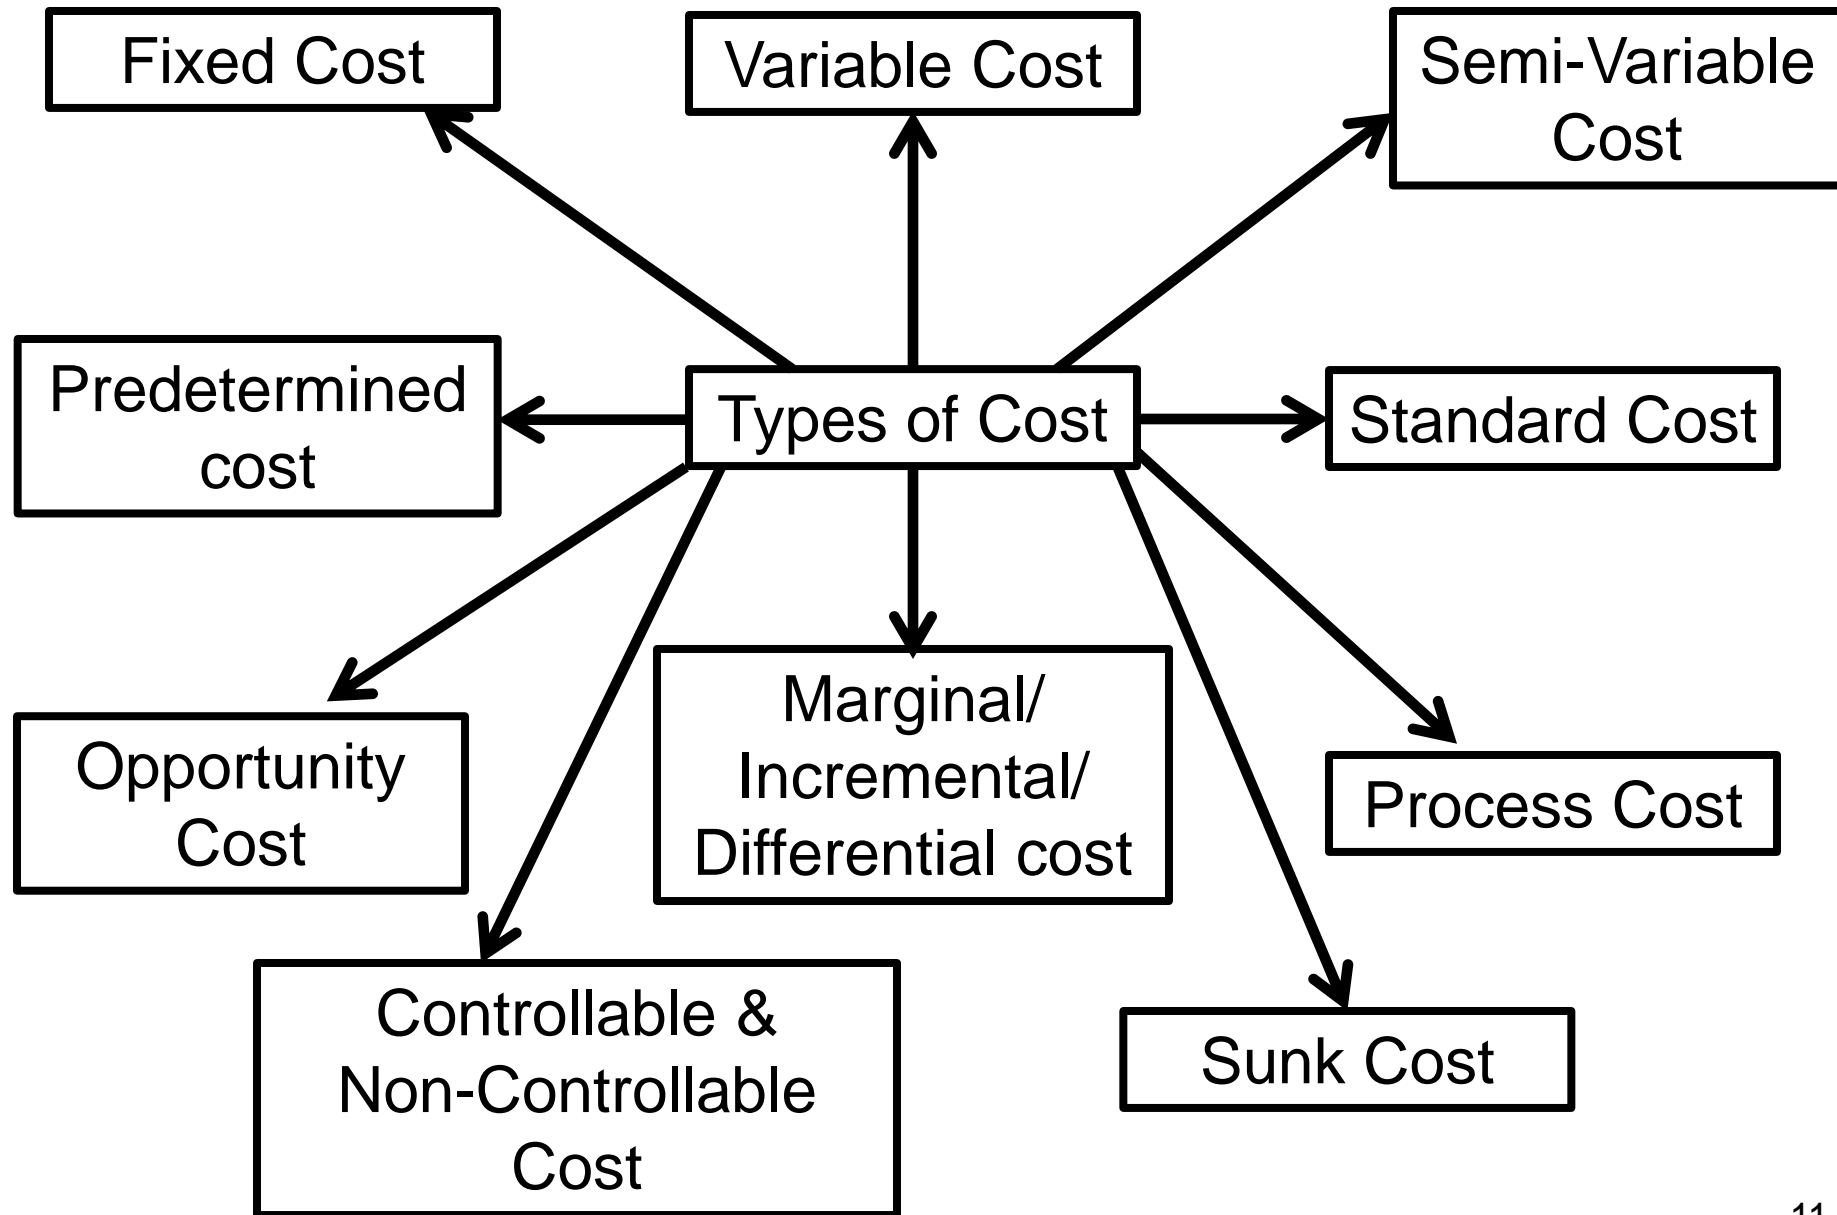 Fixed Cost
Variable Cost
Semi-Variable
Cost
Predetermined
cost
Types of Cost
Standard Cost
Opportunity
Cost
Marginal/
Incremental/
Differential cost
Process Cost
Controllable &
Non-Controllable
Cost
Sunk Cost
11